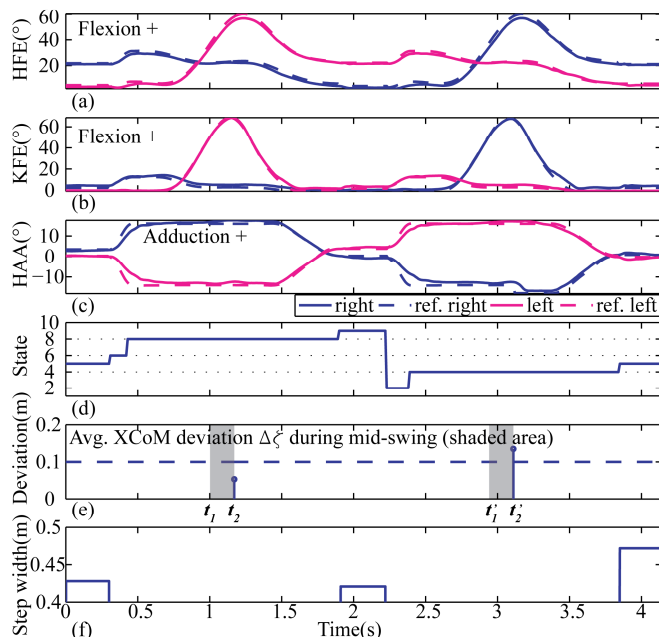 60
40
20
HFE(°)
Flexion +
(a)
60
40
20
0
KFE(°)
Flexion
(b)
10
0
−10
HAA(°)
Adduction +
(c)
right ref. right left ref. left
10
8
6
4
2
State
(d)
0.2
0.1
0
Deviation(m)
Avg. XCoM deviation Δζ during mid-swing (shaded area)
(e)
t1 t2 t1' t2'
0.5
0.45
0.4
Step width(m)
0 0.5 1 1.5 2 2.5 3 3.5 4
(f)
Time(s)